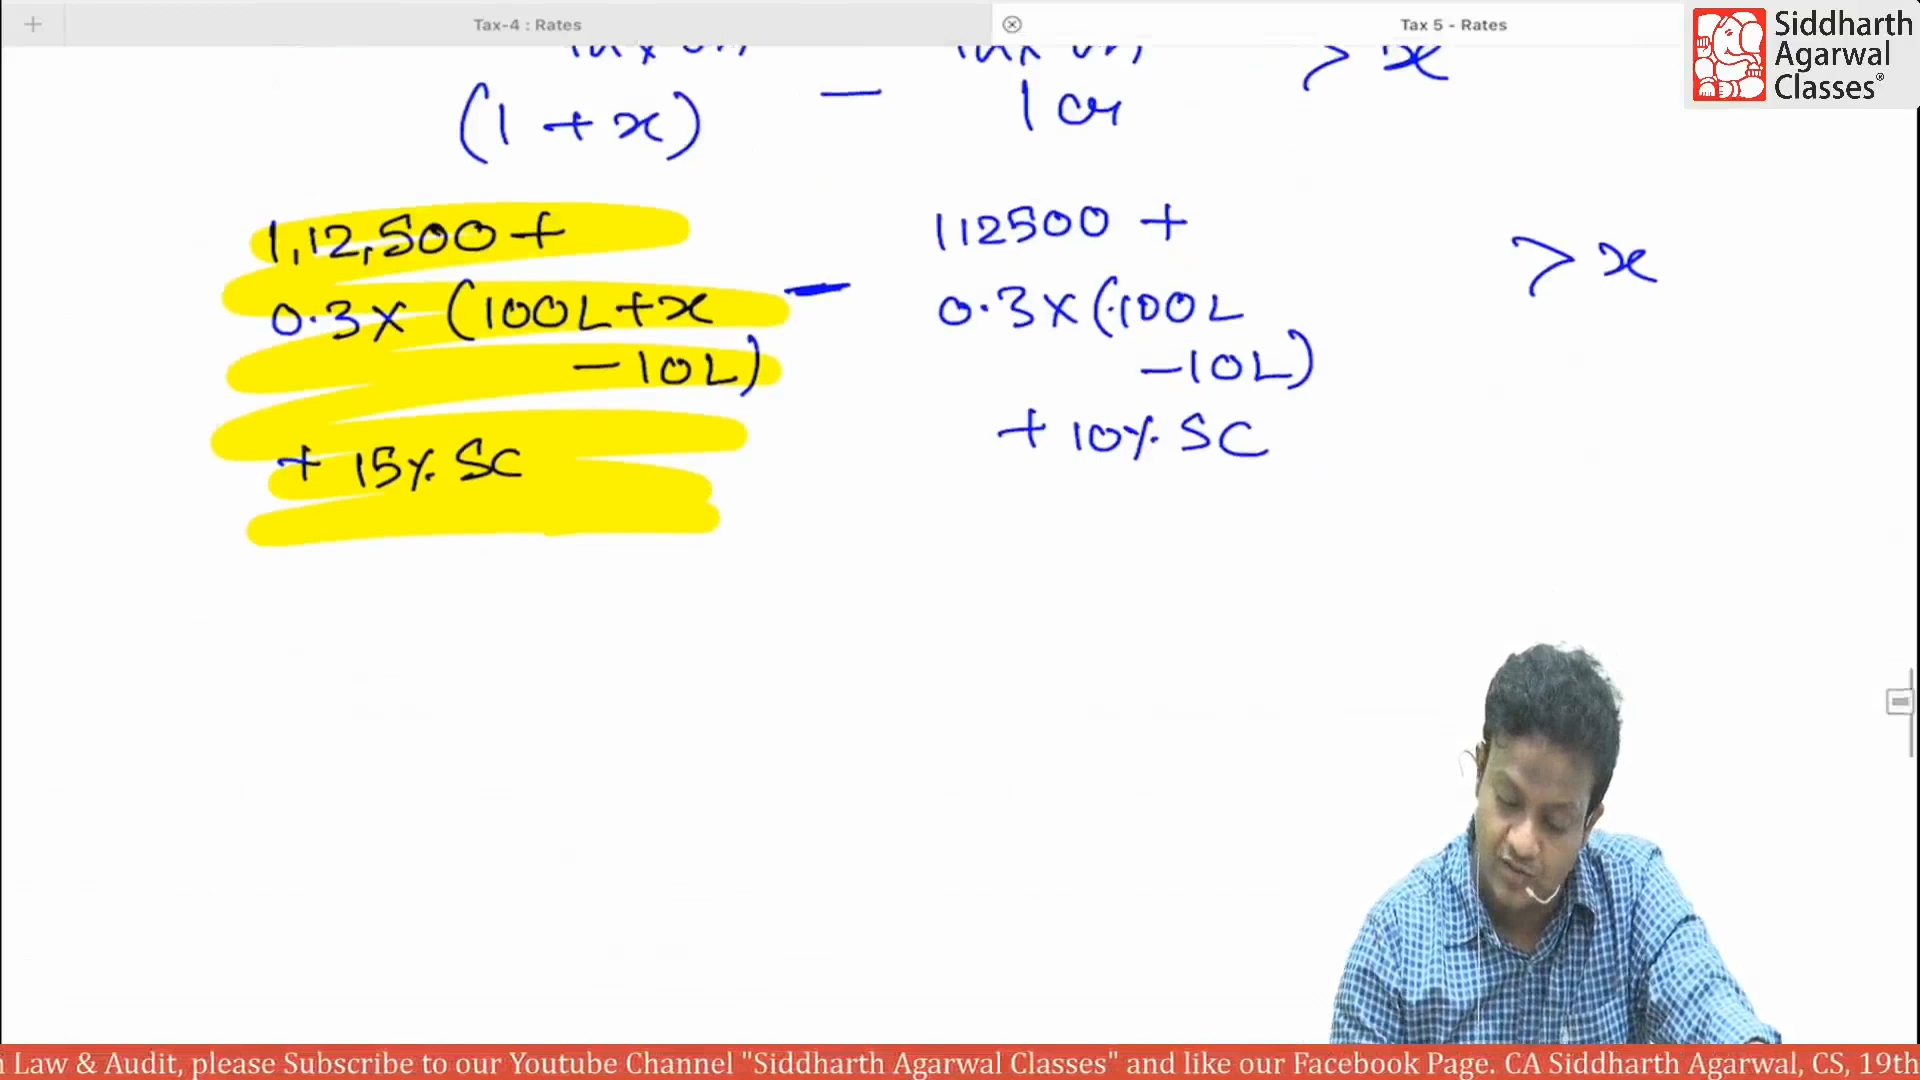 Tax-4 : Rates
Tax 5 - Rates
Siddharth
Agarwal
Classes®
> x
(1 + x) — 1 cr
1,12,500 +
0.3 x (100L + x
- 10L)
+ 15% SC
—
112500 +
0.3 x (100L
- 10L)
+ 10% SC
> x
Law & Audit, please Subscribe to our Youtube Channel "Siddharth Agarwal Classes" and like our Facebook Page. CA Siddharth Agarwal, CS, 19th